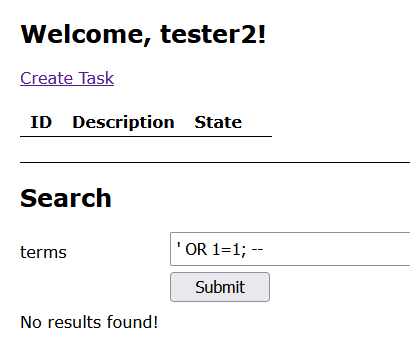 Welcome, tester2!
Create Task
ID Description State
Search
terms ' OR 1=1; --
Submit
No results found!